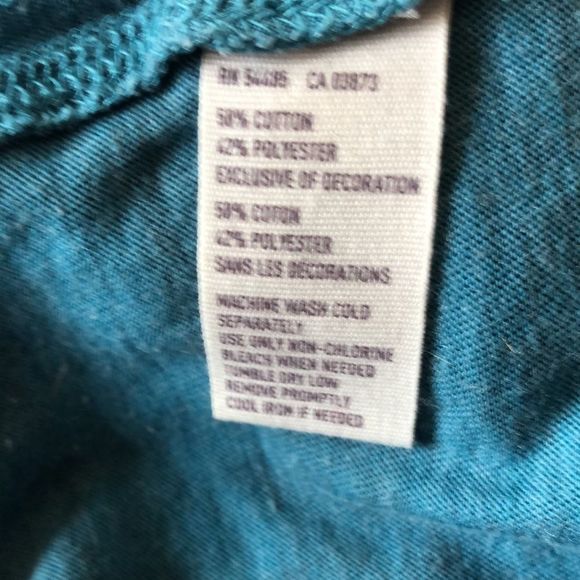 RN 54485 CA 03873
58% COTTON
42% POLYESTER
EXCLUSIVE OF DECORATION
58% COTON
42% POLYESTER
SANS LES DECORATIONS
MACHINE WASH COLD
SEPARATELY
USE ONLY NON-CHLORINE
BLEACH WHEN NEEDED
TUMBLE DRY LOW
REMOVE PROMPTLY
COOL IRON IF NEEDED